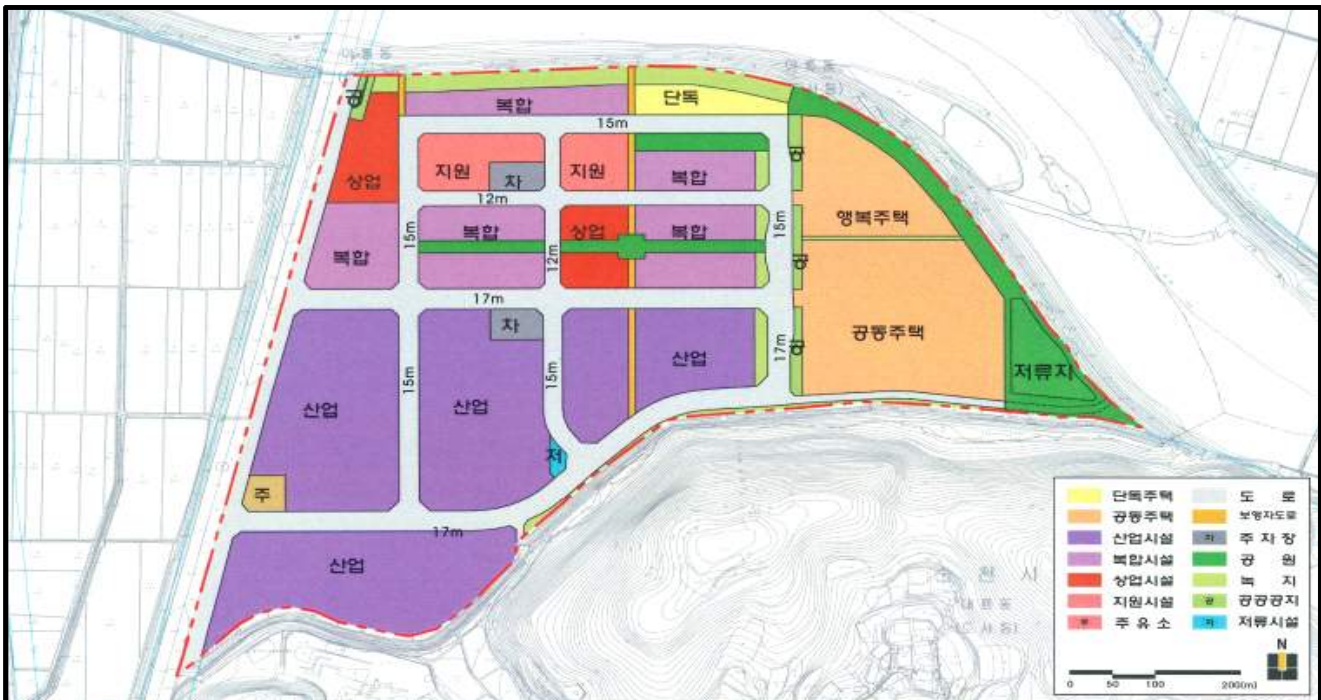 복합
단독
15m
공
상업
지원
차
지원
복합
공
12m
행복주택
복합
15m
복합
상업
복합
15m
12m
공
17m
차
공동주택
산업
공
17m
저류지
15m
15m
산업
산업
저
주
17m
산업
단독주택 도 로
공동주택 보행자도로
산업시설 차 주 차 장
복합시설 공 원
상업시설 녹 지
지원시설 공 공공공지
주 주 유 소 저 저류시설
N
0 50 100 200(m)